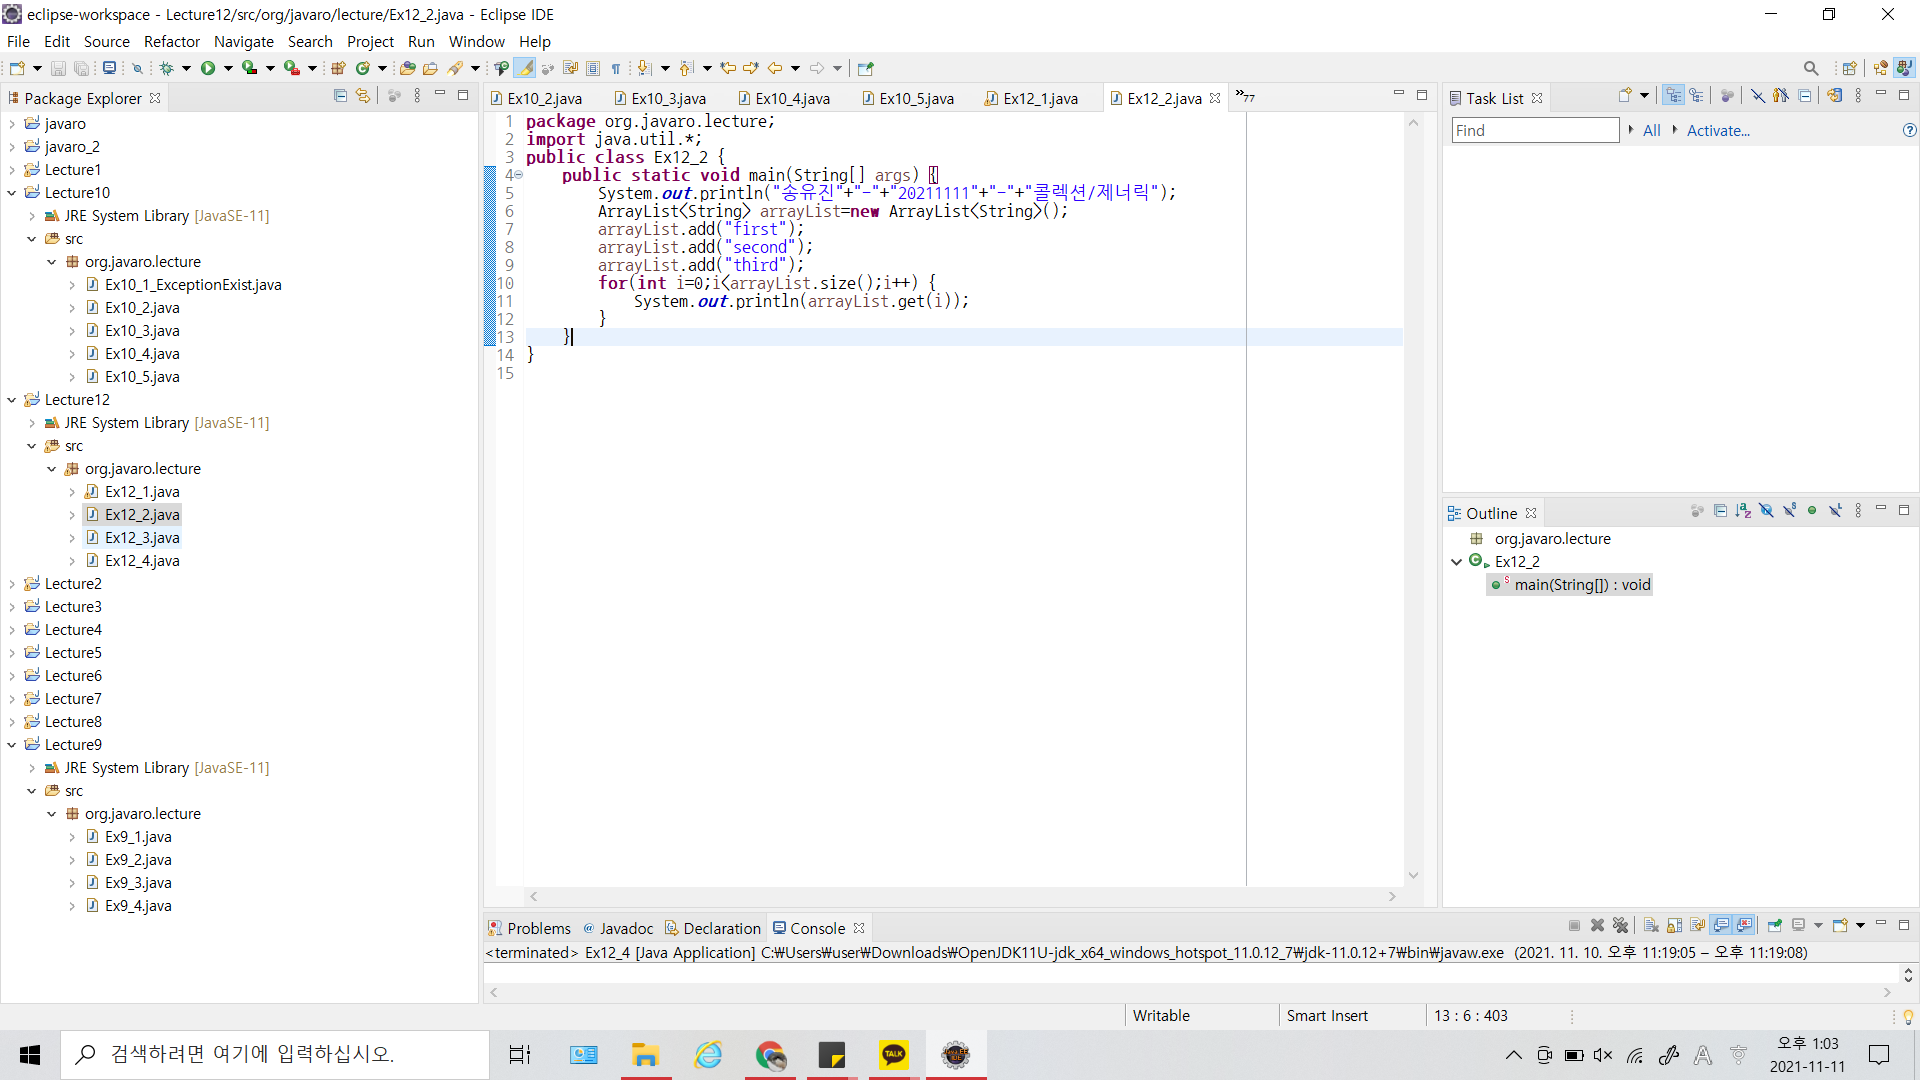 eclipse-workspace - Lecture12/src/org/javaro/lecture/Ex12_2.java - Eclipse IDE
File Edit Source Refactor Navigate Search Project Run Window Help
Package Explorer
javaro
javaro_2
Lecture1
Lecture10
JRE System Library [JavaSE-11]
src
org.javaro.lecture
Ex10_1_ExceptionExist.java
Ex10_2.java
Ex10_3.java
Ex10_4.java
Ex10_5.java
Lecture12
JRE System Library [JavaSE-11]
src
org.javaro.lecture
Ex12_1.java
Ex12_2.java
Ex12_3.java
Ex12_4.java
Lecture2
Lecture3
Lecture4
Lecture5
Lecture6
Lecture7
Lecture8
Lecture9
JRE System Library [JavaSE-11]
src
org.javaro.lecture
Ex9_1.java
Ex9_2.java
Ex9_3.java
Ex9_4.java
Ex10_2.java Ex10_3.java Ex10_4.java Ex10_5.java Ex12_1.java Ex12_2.java »77
1 package org.javaro.lecture;
2 import java.util.*;
3 public class Ex12_2 {
4 public static void main(String[] args) {
5 System.out.println("송유진"+"-"+"20211111"+"-"+"콜렉션/제너릭");
6 ArrayList<String> arrayList=new ArrayList<String>();
7 arrayList.add("first");
8 arrayList.add("second");
9 arrayList.add("third");
10 for(int i=0;i<arrayList.size();i++) {
11 System.out.println(arrayList.get(i));
12 }
13 }
14 }
15
Task List
Find All Activate...
Outline
org.javaro.lecture
Ex12_2
main(String[]) : void
Problems @ Javadoc Declaration Console
<terminated> Ex12_4 [Java Application] C:₩Users₩user₩Downloads₩OpenJDK11U-jdk_x64_windows_hotspot_11.0.12_7₩jdk-11.0.12+7₩bin₩javaw.exe (2021. 11. 10. 오후 11:19:05 – 오후 11:19:08)
Writable Smart Insert 13 : 6 : 403
검색하려면 여기에 입력하십시오.
TALK
오후 1:03
2021-11-11